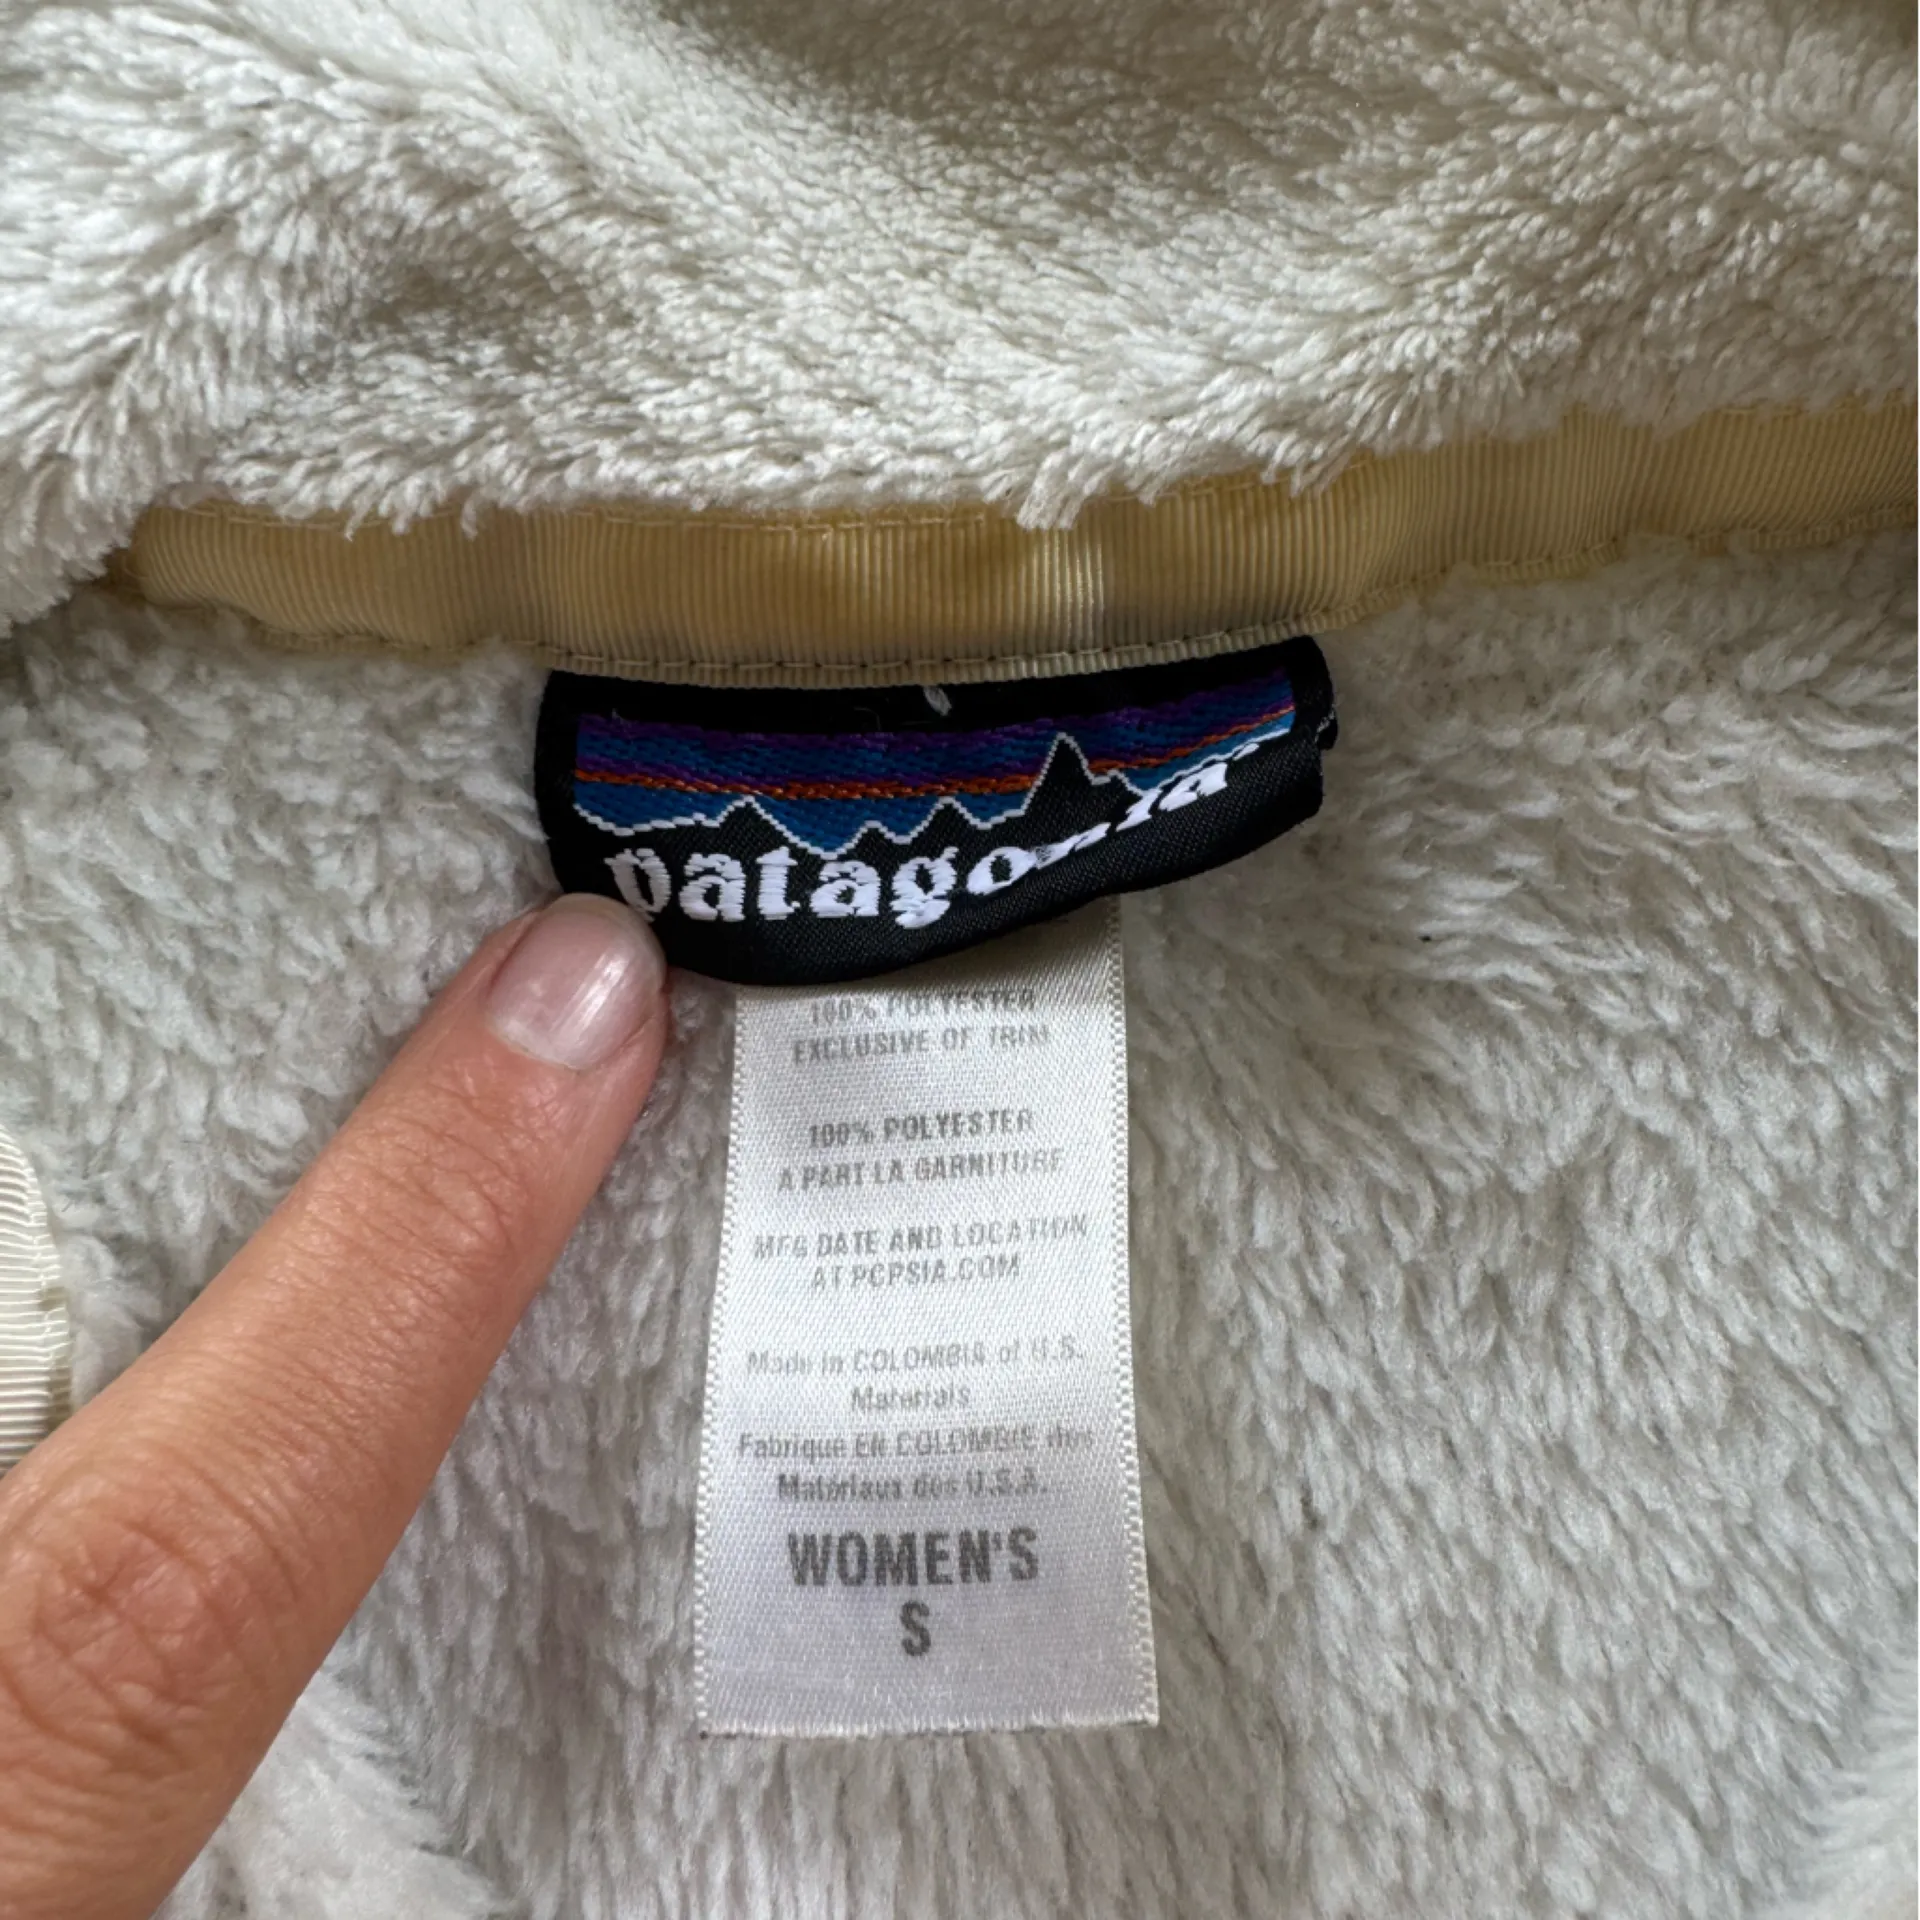 patagonia
100% POLYESTER
EXCLUSIVE OF TRIM
100% POLYESTER
A PART LA GARNITURE
MFG DATE AND LOCATION
AT PCPSIA.COM
Made in COLOMBIA of U.S.
Materials
Fabriqué EN COLOMBIE des
Matériaux des U.S.A.
WOMEN'S
S